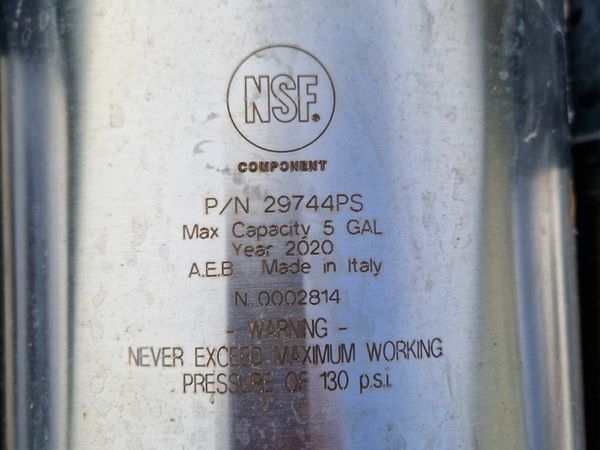 NSF®
COMPONENT
P/N 29744PS
Max Capacity 5 GAL
Year 2020
A.E.B. Made in Italy
N.0002814
- WARNING -
NEVER EXCEED MAXIMUM WORKING
PRESSURE OF 130 p.s.i.